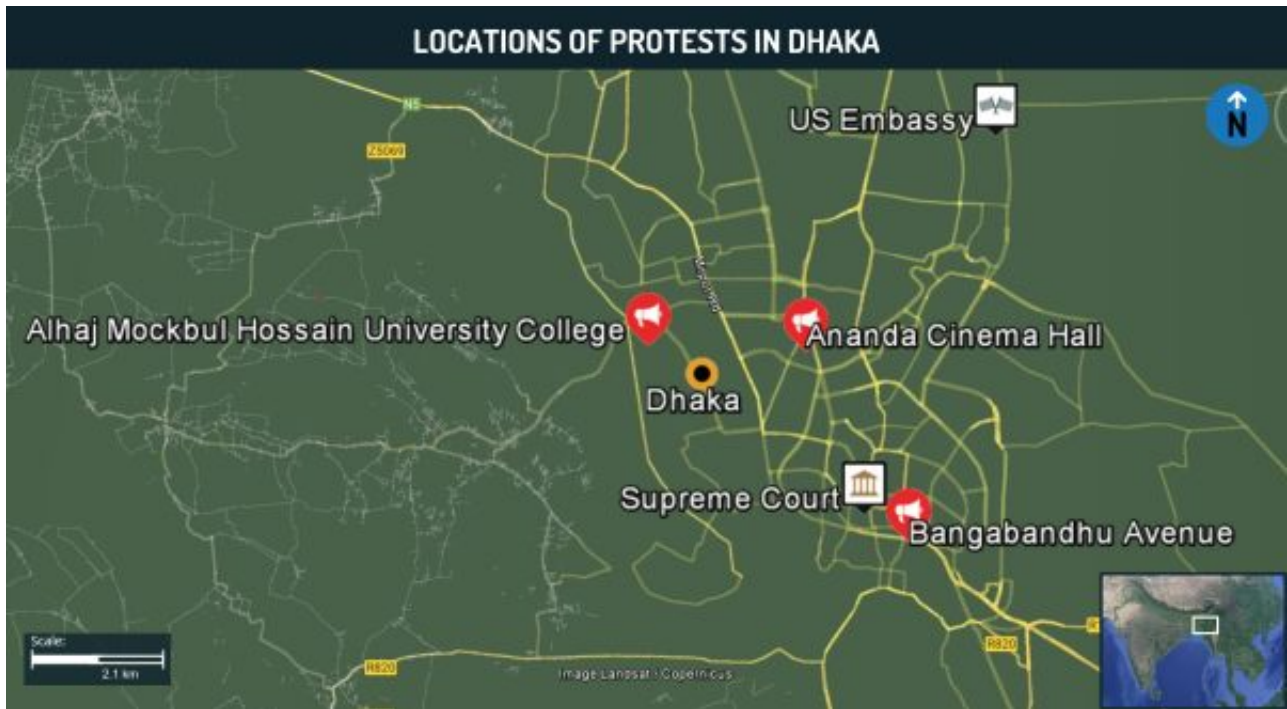 LOCATIONS OF PROTESTS IN DHAKA
N5
US Embassy
N
Z5069
Alhaj Mockbul Hossain University College
Ananda Cinema Hall
Dhaka
Supreme Court
Bangabandhu Avenue
Scale:
2.1 km
R820
R820
Image Landsat / Copernicus